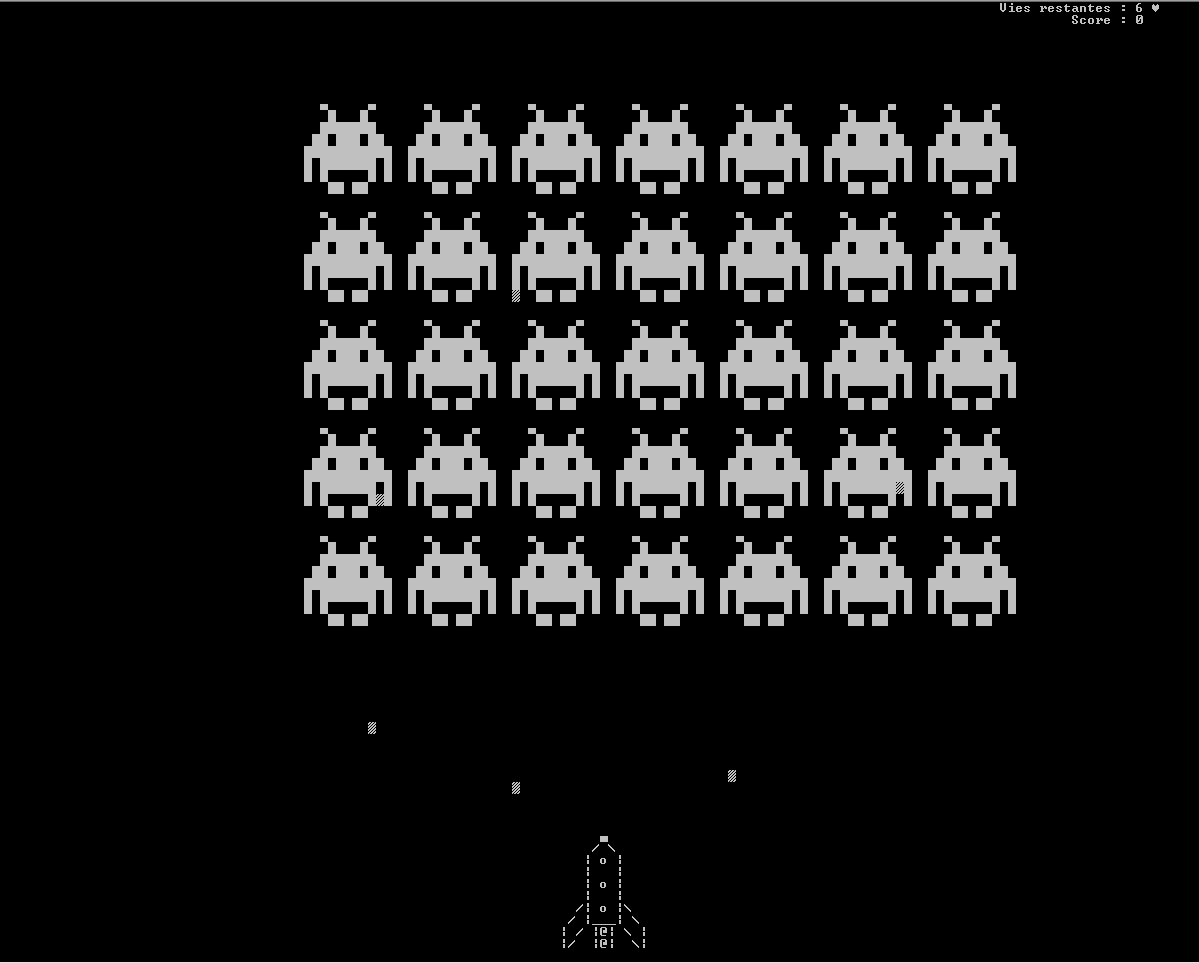 Vies restantes : 6 ♥
Score : 0